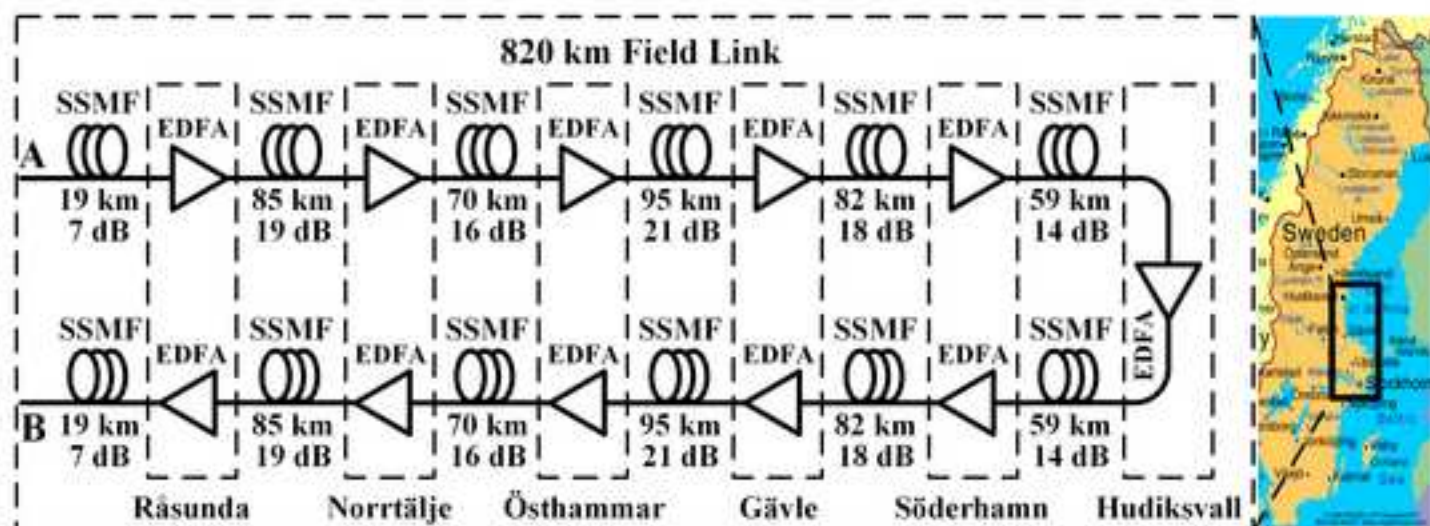 820 km Field Link
SSMF EDFA SSMF EDFA SSMF EDFA SSMF EDFA SSMF EDFA SSMF
A
19 km 85 km 70 km 95 km 82 km 59 km
7 dB 19 dB 16 dB 21 dB 18 dB 14 dB
EDFA
SSMF EDFA SSMF EDFA SSMF EDFA SSMF EDFA SSMF EDFA SSMF
B
19 km 85 km 70 km 95 km 82 km 59 km
7 dB 19 dB 16 dB 21 dB 18 dB 14 dB
Råsunda Norrtälje Östhammar Gävle Söderhamn Hudiksvall
Sweden